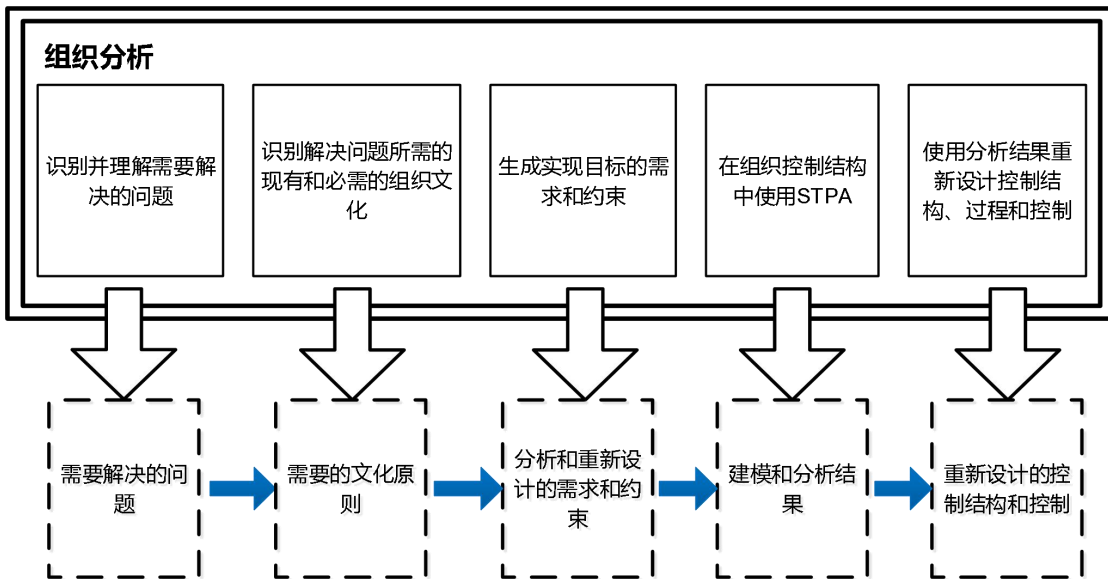 组织分析
识别并理解需要解
决的问题
识别解决问题所需的
现有和必需的组织文
化
生成实现目标的需
求和约束
在组织控制结构
中使用STPA
使用分析结果重
新设计控制结
构、过程和控制
需要解决的问
题
需要的文化原
则
分析和重新设
计的需求和约
束
建模和分析结
果
重新设计的控
制结构和控制